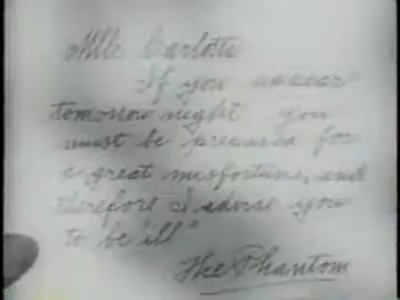 Mlle Carlotta
If you appear
tomorrow night you
must be prepared for
a great misfortune, and
therefore I advise you
to be "ill"
The Phantom